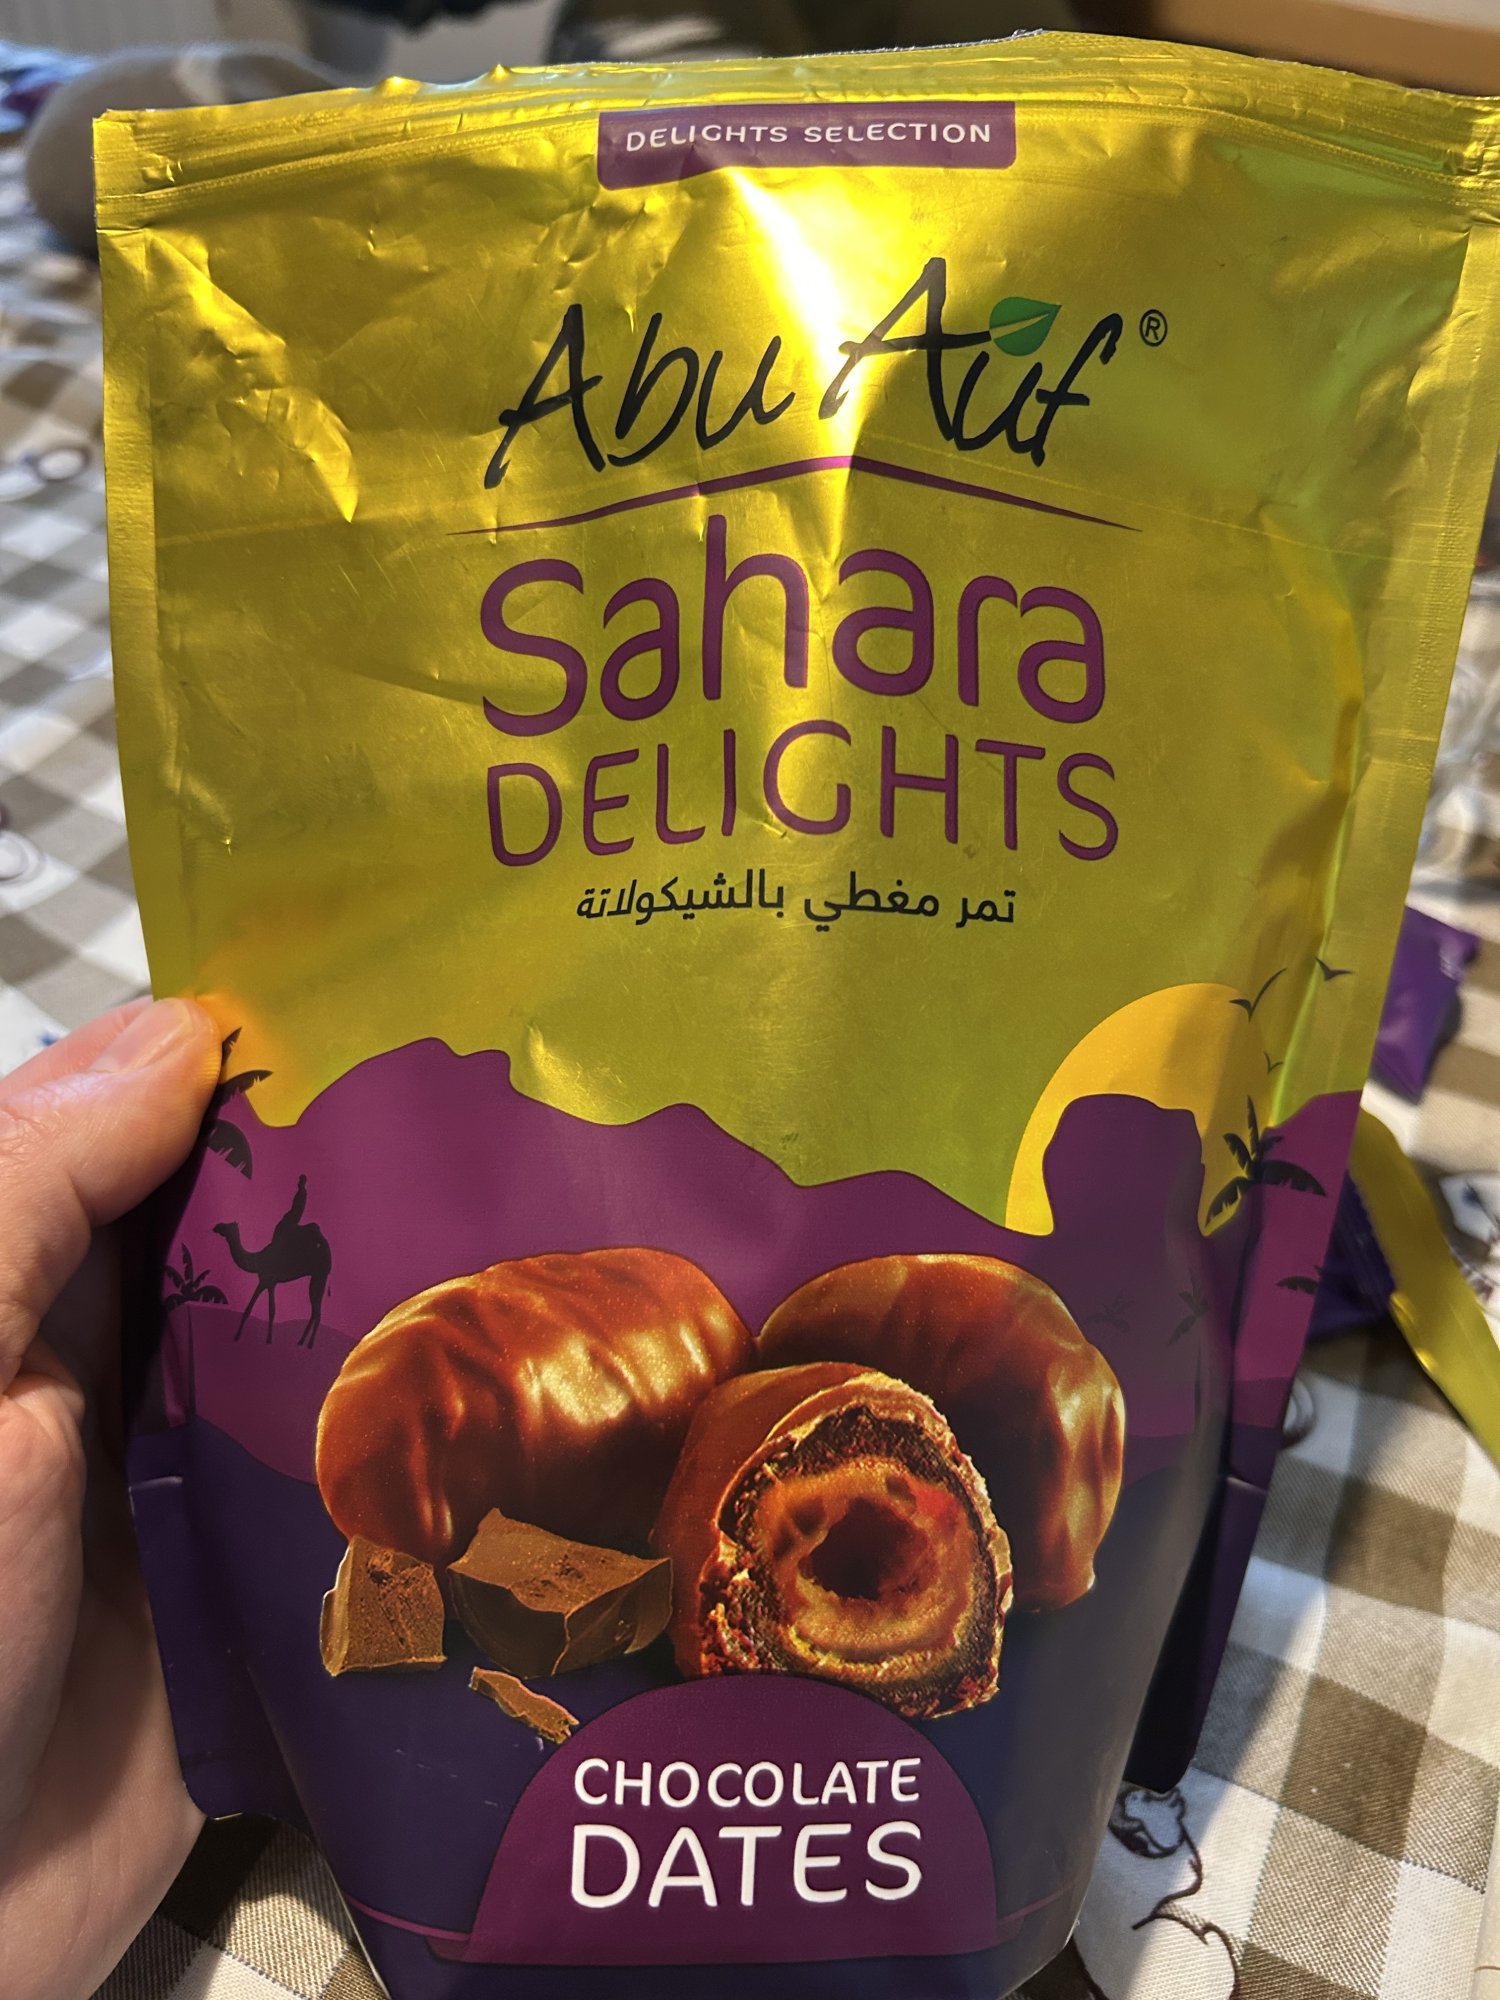 DELIGHTS SELECTION
Abu Auf ®
Sahara
DELIGHTS
تمر مغطي بالشيكولاتة
CHOCOLATE
DATES